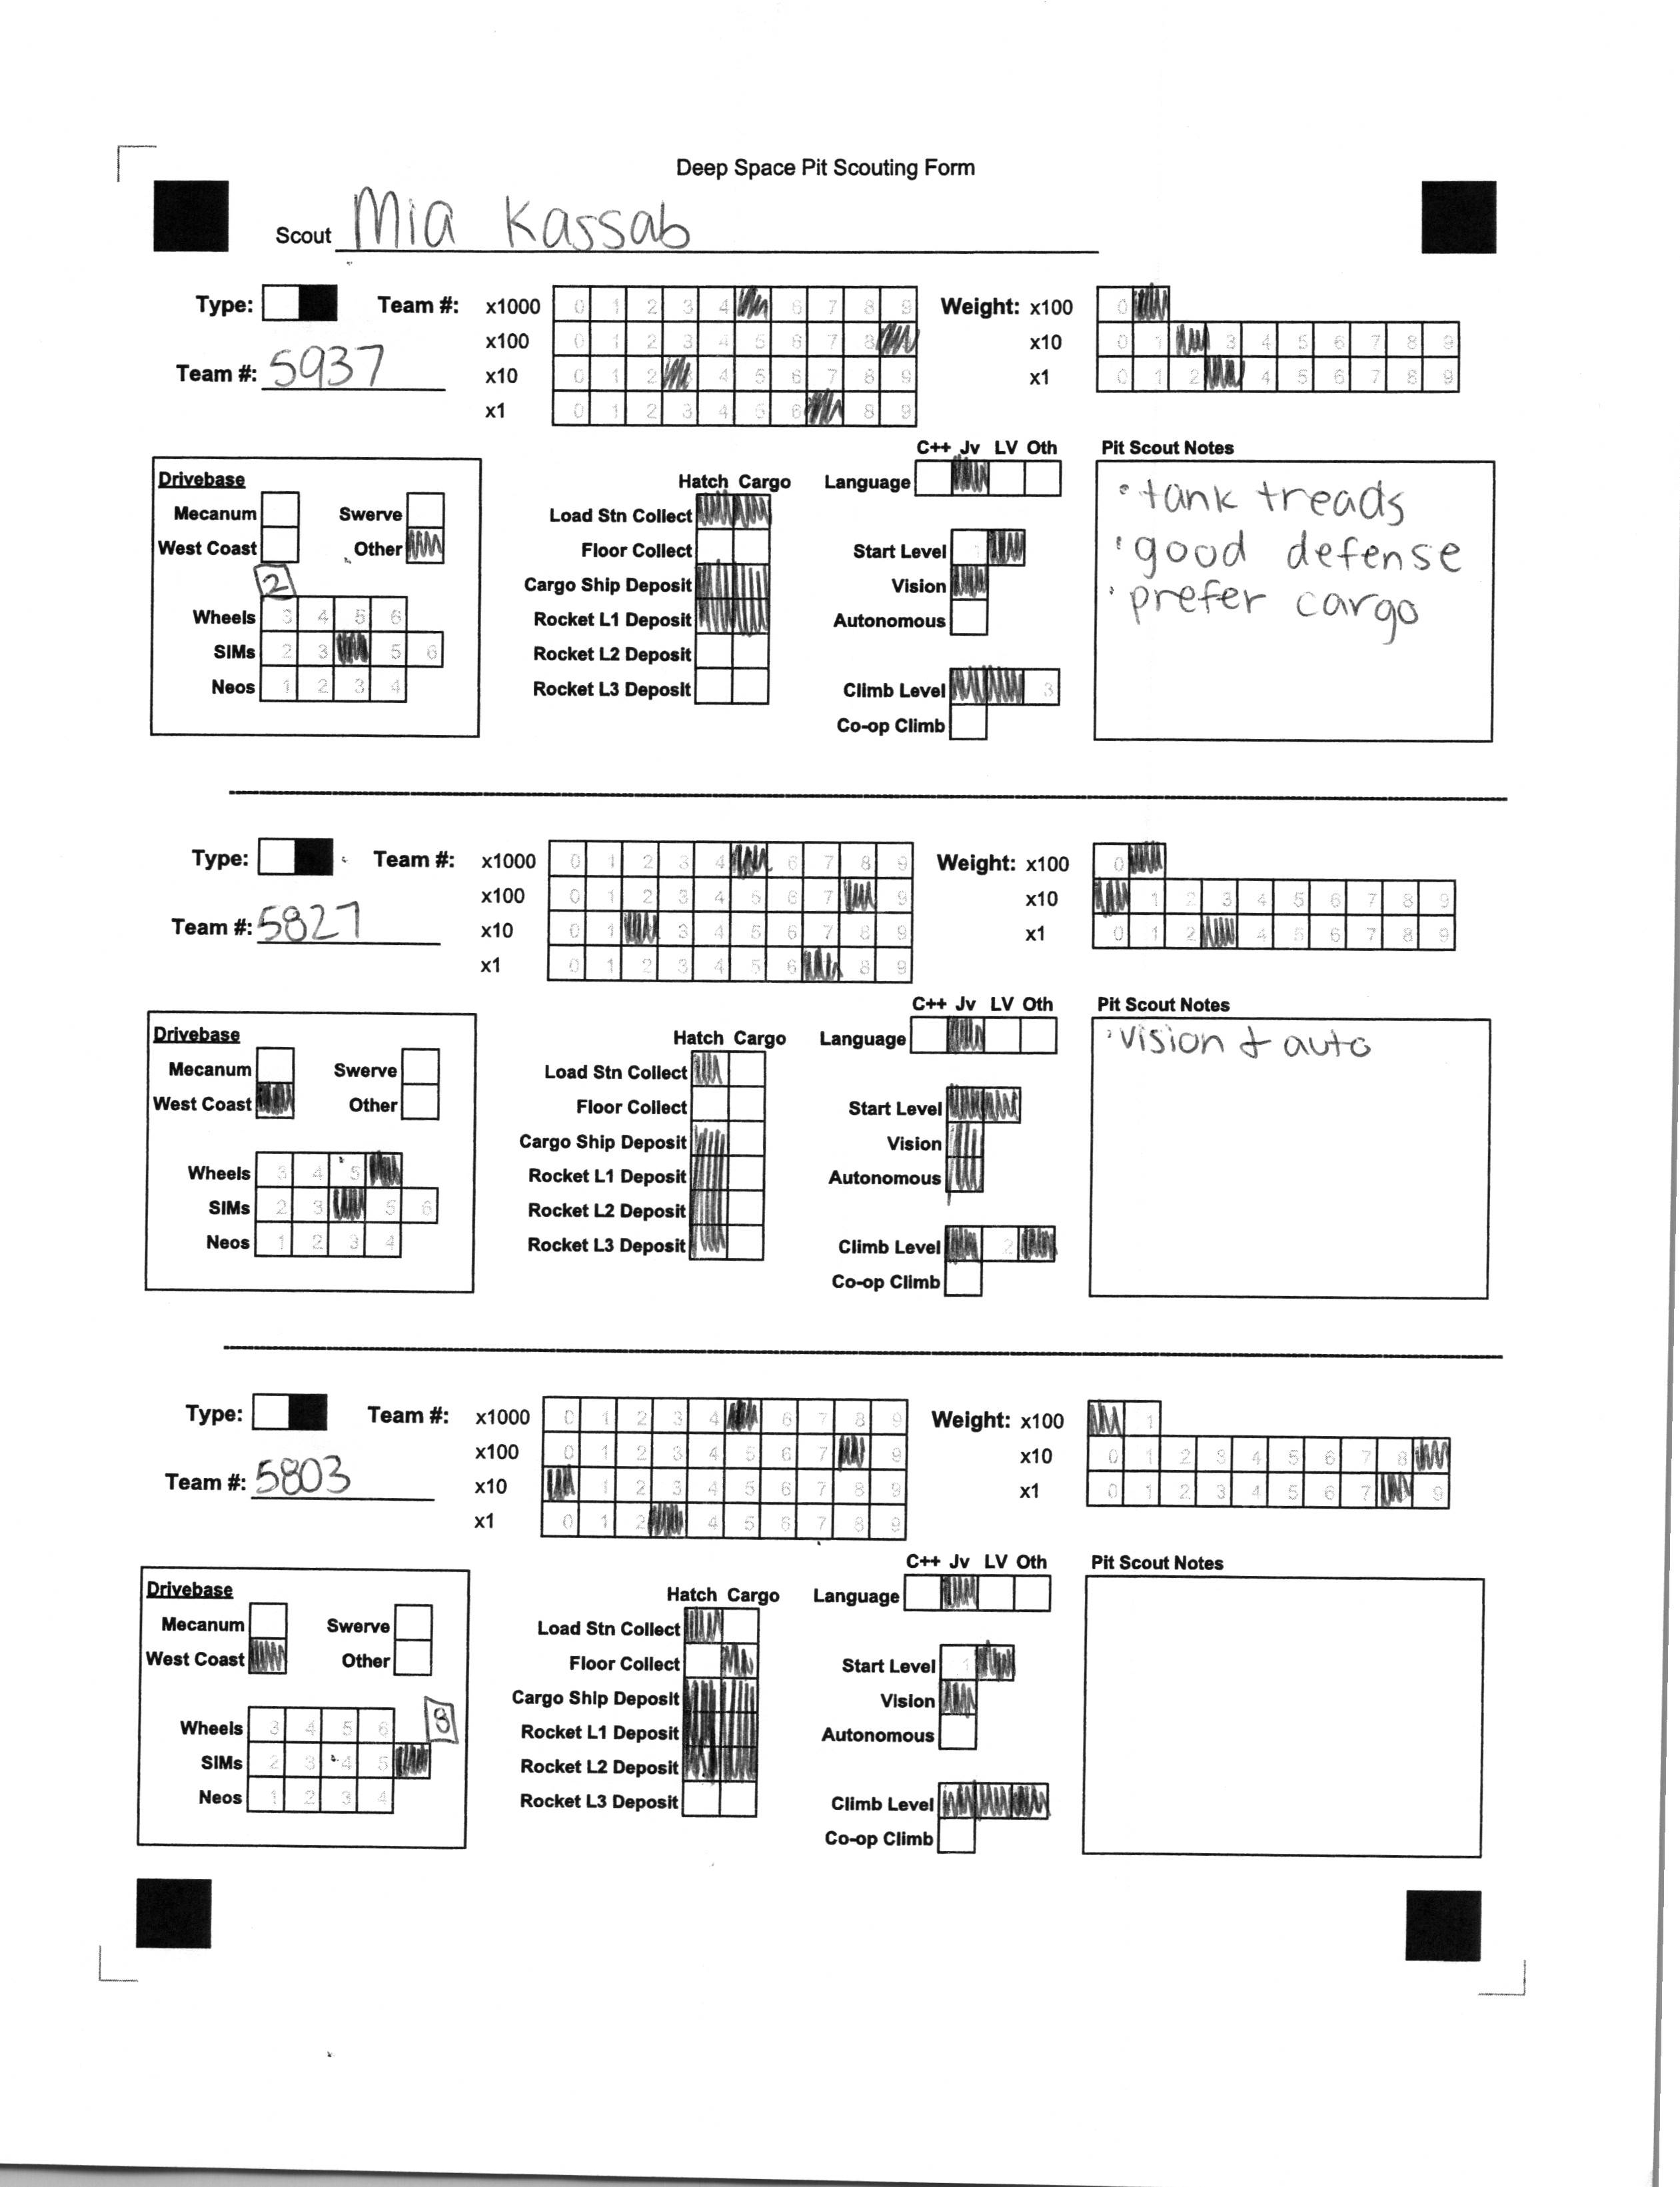 Deep Space Pit Scouting Form
Scout Mia Kassab
Type: Team #: x1000 0 1 2 3 4 6 7 8 9 Weight: x100 0
x100 0 1 2 3 4 5 6 7 8 x10 0 1 3 4 5 6 7 8 9
Team #: 5937 x10 0 1 2 4 5 6 7 8 9 x1 0 1 2 4 5 6 7 8 9
x1 0 1 2 3 4 5 6 8 9
C++ Jv LV Oth
Pit Scout Notes
Drivebase
Hatch Cargo
Language
Mecanum Swerve
Load Stn Collect
• tank treads
West Coast Other
Floor Collect
Start Level 1
• good defense
2
Cargo Ship Deposit
Vision
• prefer cargo
Wheels 3 4 5 6
Rocket L1 Deposit
Autonomous
SIMs 2 3 5 6
Rocket L2 Deposit
Neos 1 2 3 4
Rocket L3 Deposit
Climb Level 3
Co-op Climb
Type: Team #: x1000 0 1 2 3 4 6 7 8 9 Weight: x100 0
x100 0 1 2 3 4 5 6 7 9 x10 1 2 3 4 5 6 7 8 9
Team #: 5827 x10 0 1 3 4 5 6 7 8 9 x1 0 1 2 4 5 6 7 8 9
x1 0 1 2 3 4 5 6 8 9
C++ Jv LV Oth
Pit Scout Notes
Drivebase
Hatch Cargo
Language
• vision & auto
Mecanum Swerve
Load Stn Collect
West Coast Other
Floor Collect
Start Level
Cargo Ship Deposit
Vision
Wheels 3 4 5
Rocket L1 Deposit
Autonomous
SIMs 2 3 5 6
Rocket L2 Deposit
Neos 1 2 3 4
Rocket L3 Deposit
Climb Level 2
Co-op Climb
Type: Team #: x1000 0 1 2 3 4 6 7 8 9 Weight: x100 1
x100 0 1 2 3 4 5 6 7 9 x10 0 1 2 3 4 5 6 7 8
Team #: 5803 x10 1 2 3 4 5 6 7 8 9 x1 0 1 2 3 4 5 6 7 9
x1 0 1 2 4 5 6 7 8 9
C++ Jv LV Oth
Pit Scout Notes
Drivebase
Hatch Cargo
Language
Mecanum Swerve
Load Stn Collect
West Coast Other
Floor Collect
Start Level 1
Cargo Ship Deposit
Vision
Wheels 3 4 5 6 8
Rocket L1 Deposit
Autonomous
SIMs 2 3 4 5
Rocket L2 Deposit
Neos 1 2 3 4
Rocket L3 Deposit
Climb Level
Co-op Climb